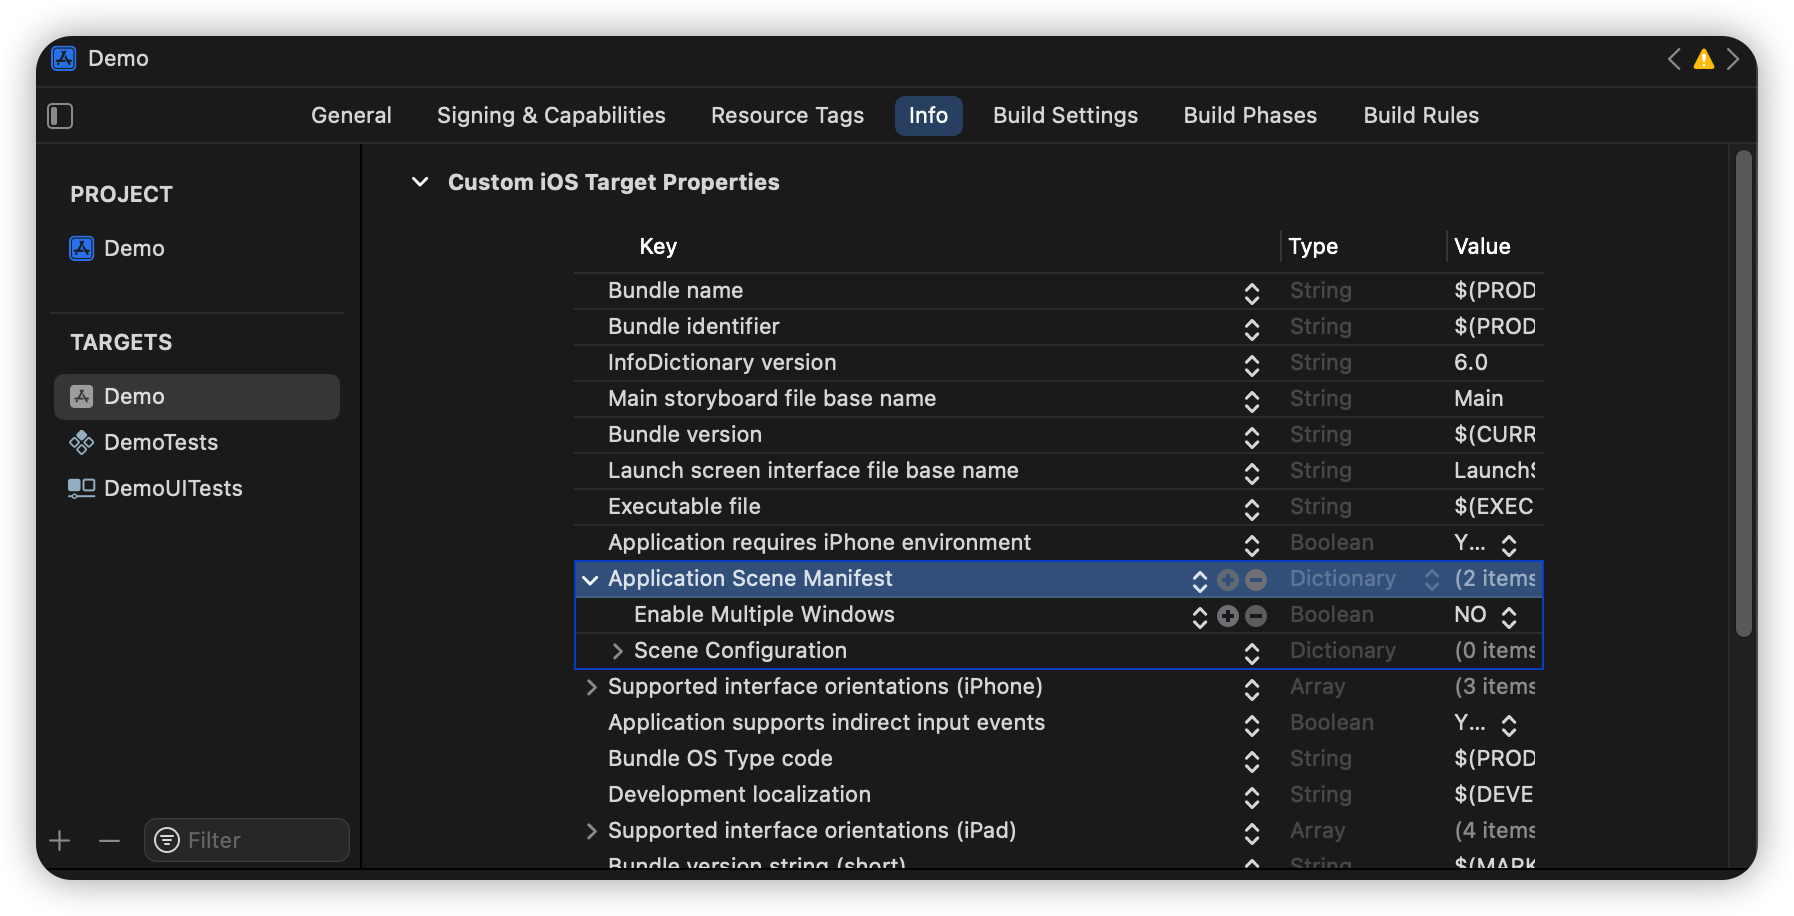 Demo
General Signing & Capabilities Resource Tags Info Build Settings Build Phases Build Rules
PROJECT
Demo
TARGETS
Demo
DemoTests
DemoUITests
Filter
Custom iOS Target Properties
Key Type Value
Bundle name String $(PROD
Bundle identifier String $(PROD
InfoDictionary version String 6.0
Main storyboard file base name String Main
Bundle version String $(CURR
Launch screen interface file base name String LaunchS
Executable file String $(EXEC
Application requires iPhone environment Boolean Y...
Application Scene Manifest Dictionary (2 items
Enable Multiple Windows Boolean NO
Scene Configuration Dictionary (0 items
Supported interface orientations (iPhone) Array (3 items
Application supports indirect input events Boolean Y...
Bundle OS Type code String $(PROD
Development localization String $(DEVE
Supported interface orientations (iPad) Array (4 items
Bundle version string (short) String $(MARK